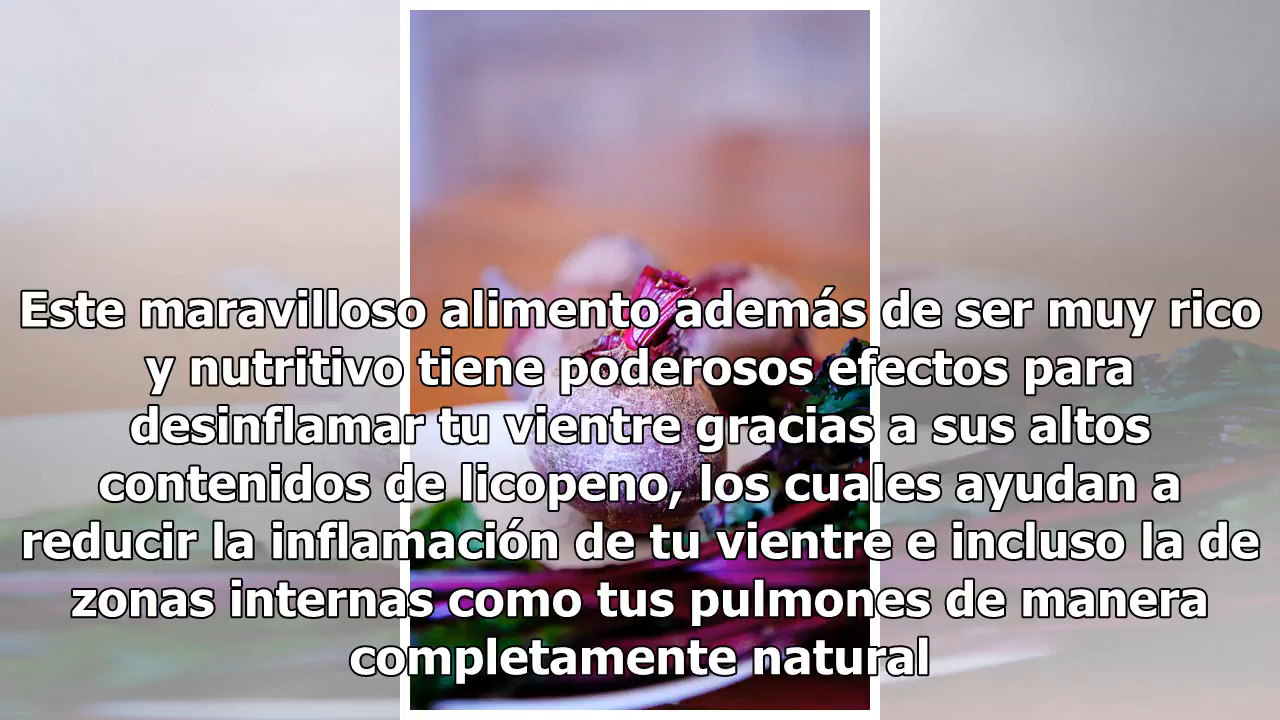 Este maravilloso alimento además de ser muy rico
y nutritivo tiene poderosos efectos para
desinflamar tu vientre gracias a sus altos
contenidos de licopeno, los cuales ayudan a
reducir la inflamación de tu vientre e incluso la de
zonas internas como tus pulmones de manera
completamente natural